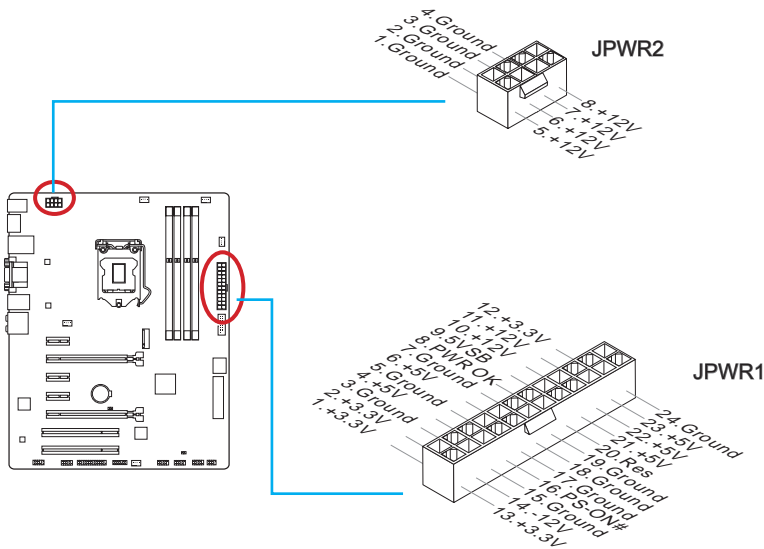 4.Ground
3.Ground
2.Ground
1.Ground
JPWR2
8.+12V
7.+12V
6.+12V
5.+12V
12.+3.3V
11.+12V
10.+12V
9.5VSB
8.PWR OK
7.Ground
6.+5V
5.Ground
4.+5V
3.Ground
2.+3.3V
1.+3.3V
JPWR1
24.Ground
23.+5V
22.+5V
21.+5V
20.Res
19.Ground
18.Ground
17.Ground
16.PS-ON#
15.Ground
14.-12V
13.+3.3V